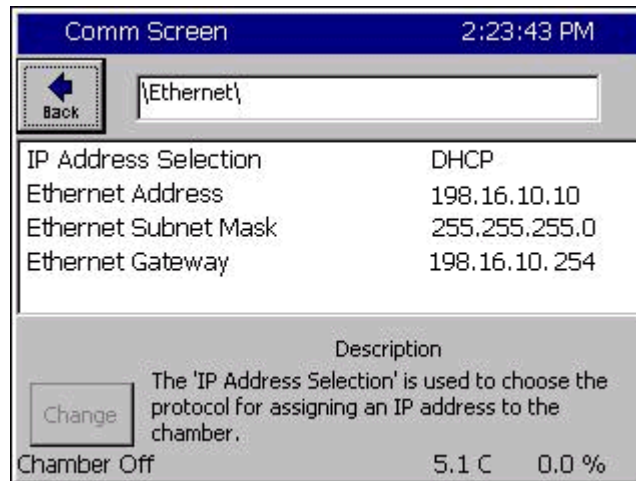 Comm Screen 2:23:43 PM
Back
\Ethernet\
IP Address Selection DHCP
Ethernet Address 198.16.10.10
Ethernet Subnet Mask 255.255.255.0
Ethernet Gateway 198.16.10.254
Description
The 'IP Address Selection' is used to choose the
protocol for assigning an IP address to the
chamber.
Change
Chamber Off 5.1 C 0.0 %